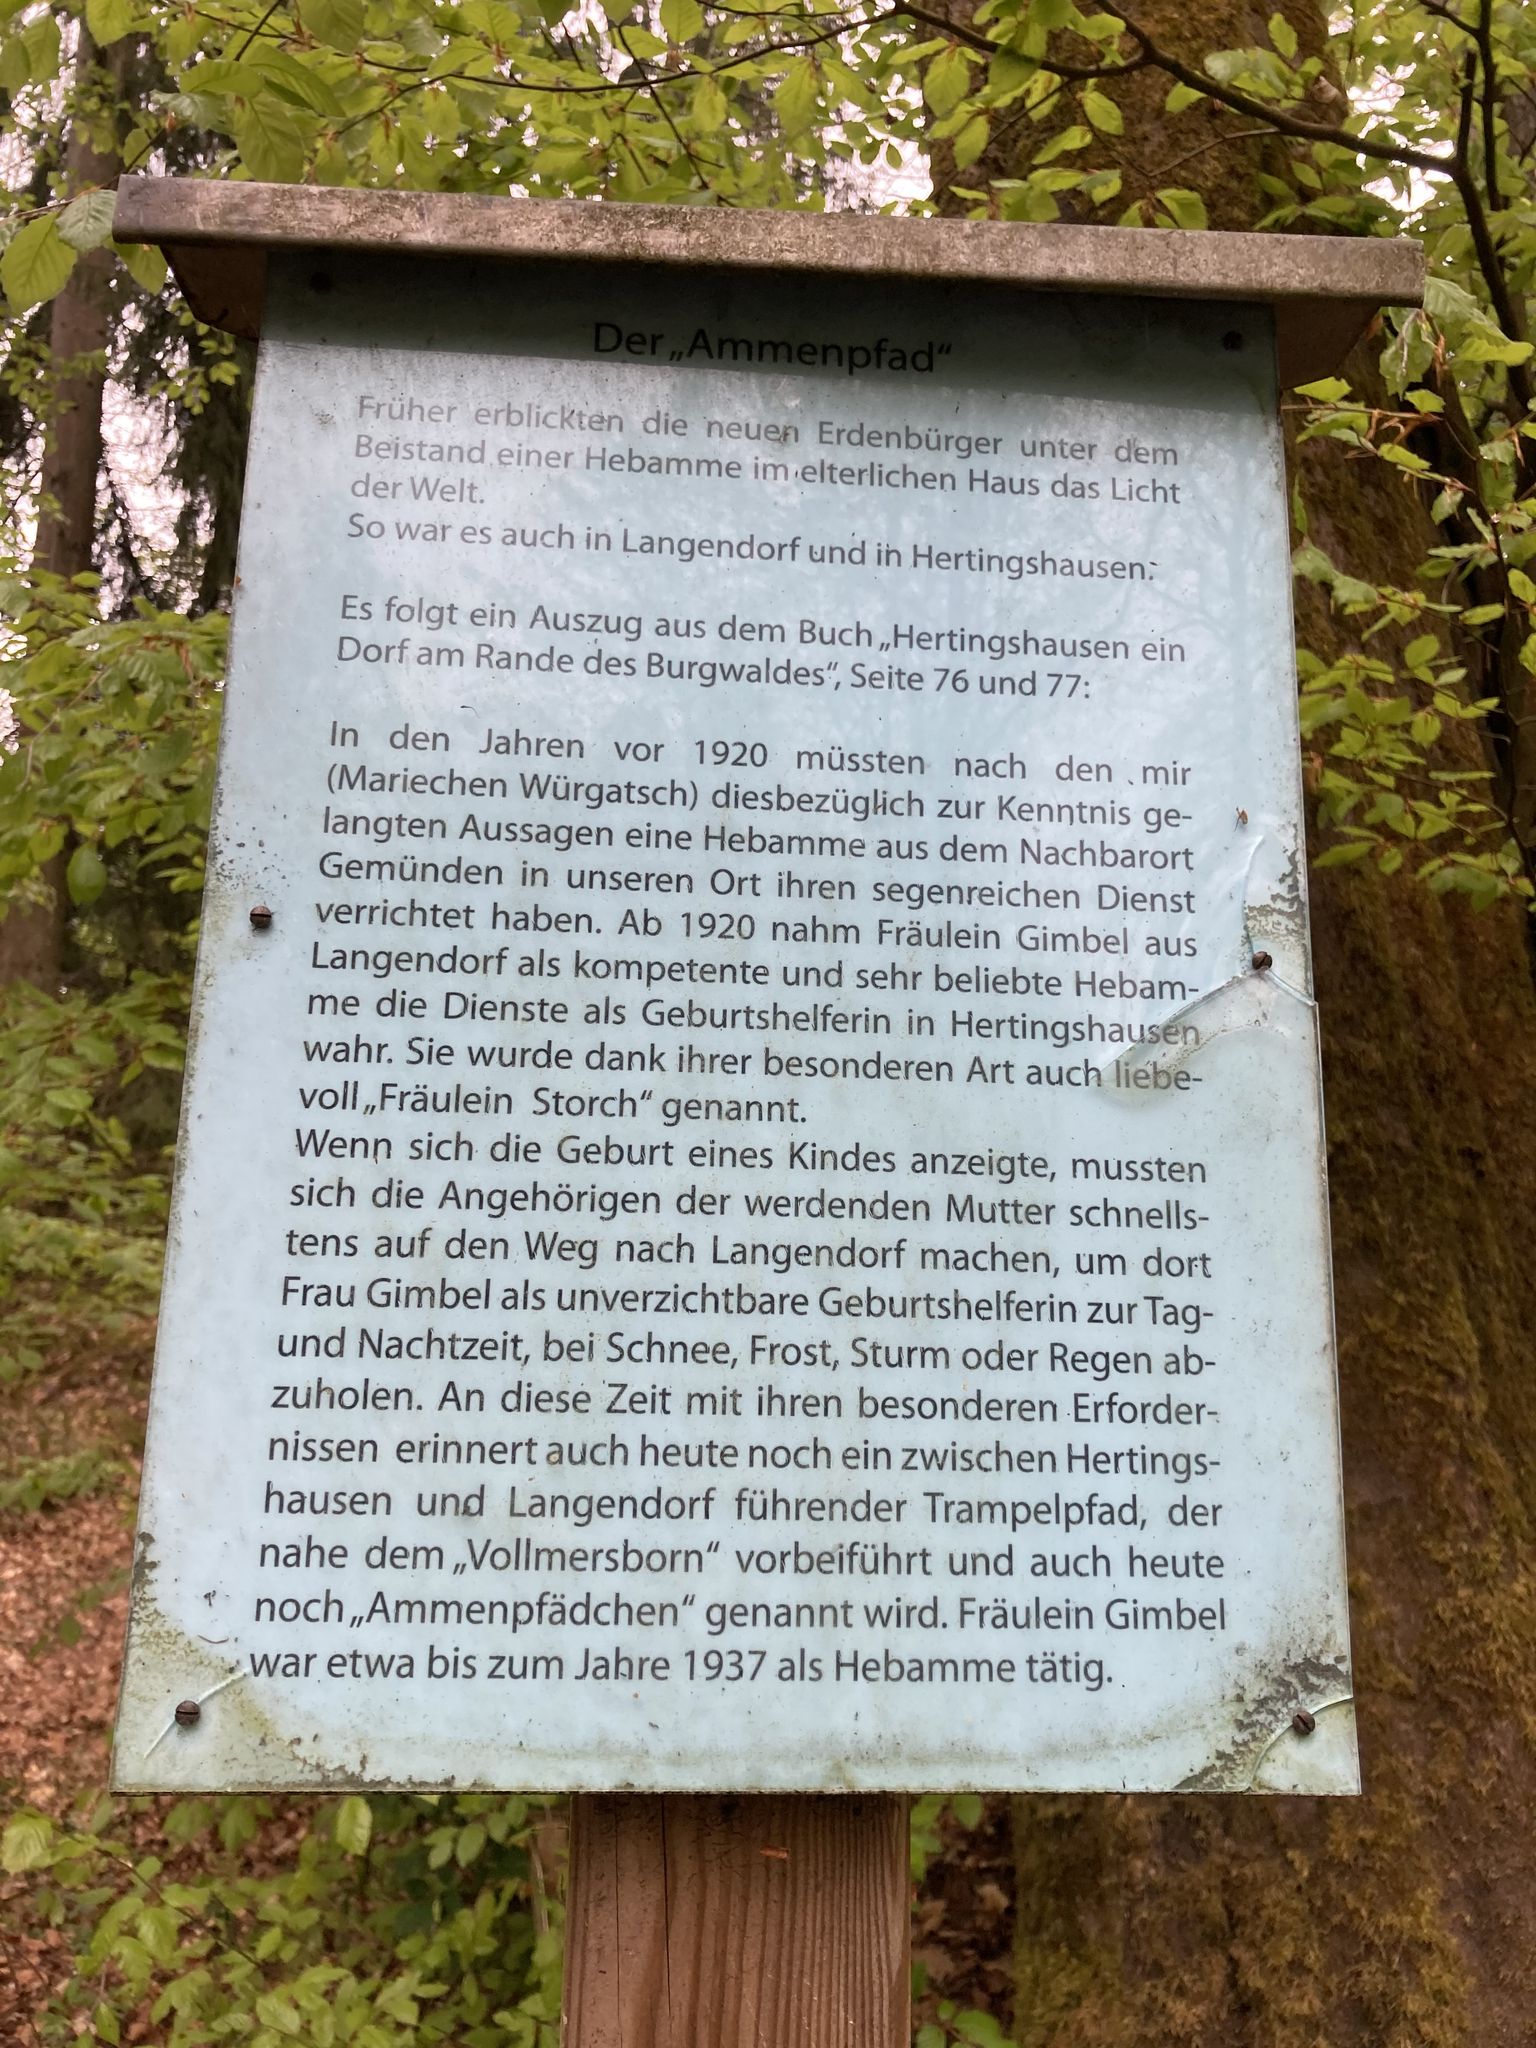 Der „Ammenpfad“
Früher erblickten die neuen Erdenbürger unter dem
Beistand einer Hebamme im elterlichen Haus das Licht
der Welt.
So war es auch in Langendorf und in Hertingshausen.
Es folgt ein Auszug aus dem Buch „Hertingshausen ein
Dorf am Rande des Burgwaldes“, Seite 76 und 77:
In den Jahren vor 1920 müssten nach den mir
(Mariechen Würgatsch) diesbezüglich zur Kenntnis ge-
langten Aussagen eine Hebamme aus dem Nachbarort
Gemünden in unseren Ort ihren segenreichen Dienst
verrichtet haben. Ab 1920 nahm Fräulein Gimbel aus
Langendorf als kompetente und sehr beliebte Hebam-
me die Dienste als Geburtshelferin in Hertingshausen
wahr. Sie wurde dank ihrer besonderen Art auch liebe-
voll „Fräulein Storch“ genannt.
Wenn sich die Geburt eines Kindes anzeigte, mussten
sich die Angehörigen der werdenden Mutter schnells-
tens auf den Weg nach Langendorf machen, um dort
Frau Gimbel als unverzichtbare Geburtshelferin zur Tag-
und Nachtzeit, bei Schnee, Frost, Sturm oder Regen ab-
zuholen. An diese Zeit mit ihren besonderen Erforder-
nissen erinnert auch heute noch ein zwischen Hertings-
hausen und Langendorf führender Trampelpfad, der
nahe dem „Vollmersborn“ vorbeiführt und auch heute
noch „Ammenpfädchen“ genannt wird. Fräulein Gimbel
war etwa bis zum Jahre 1937 als Hebamme tätig.